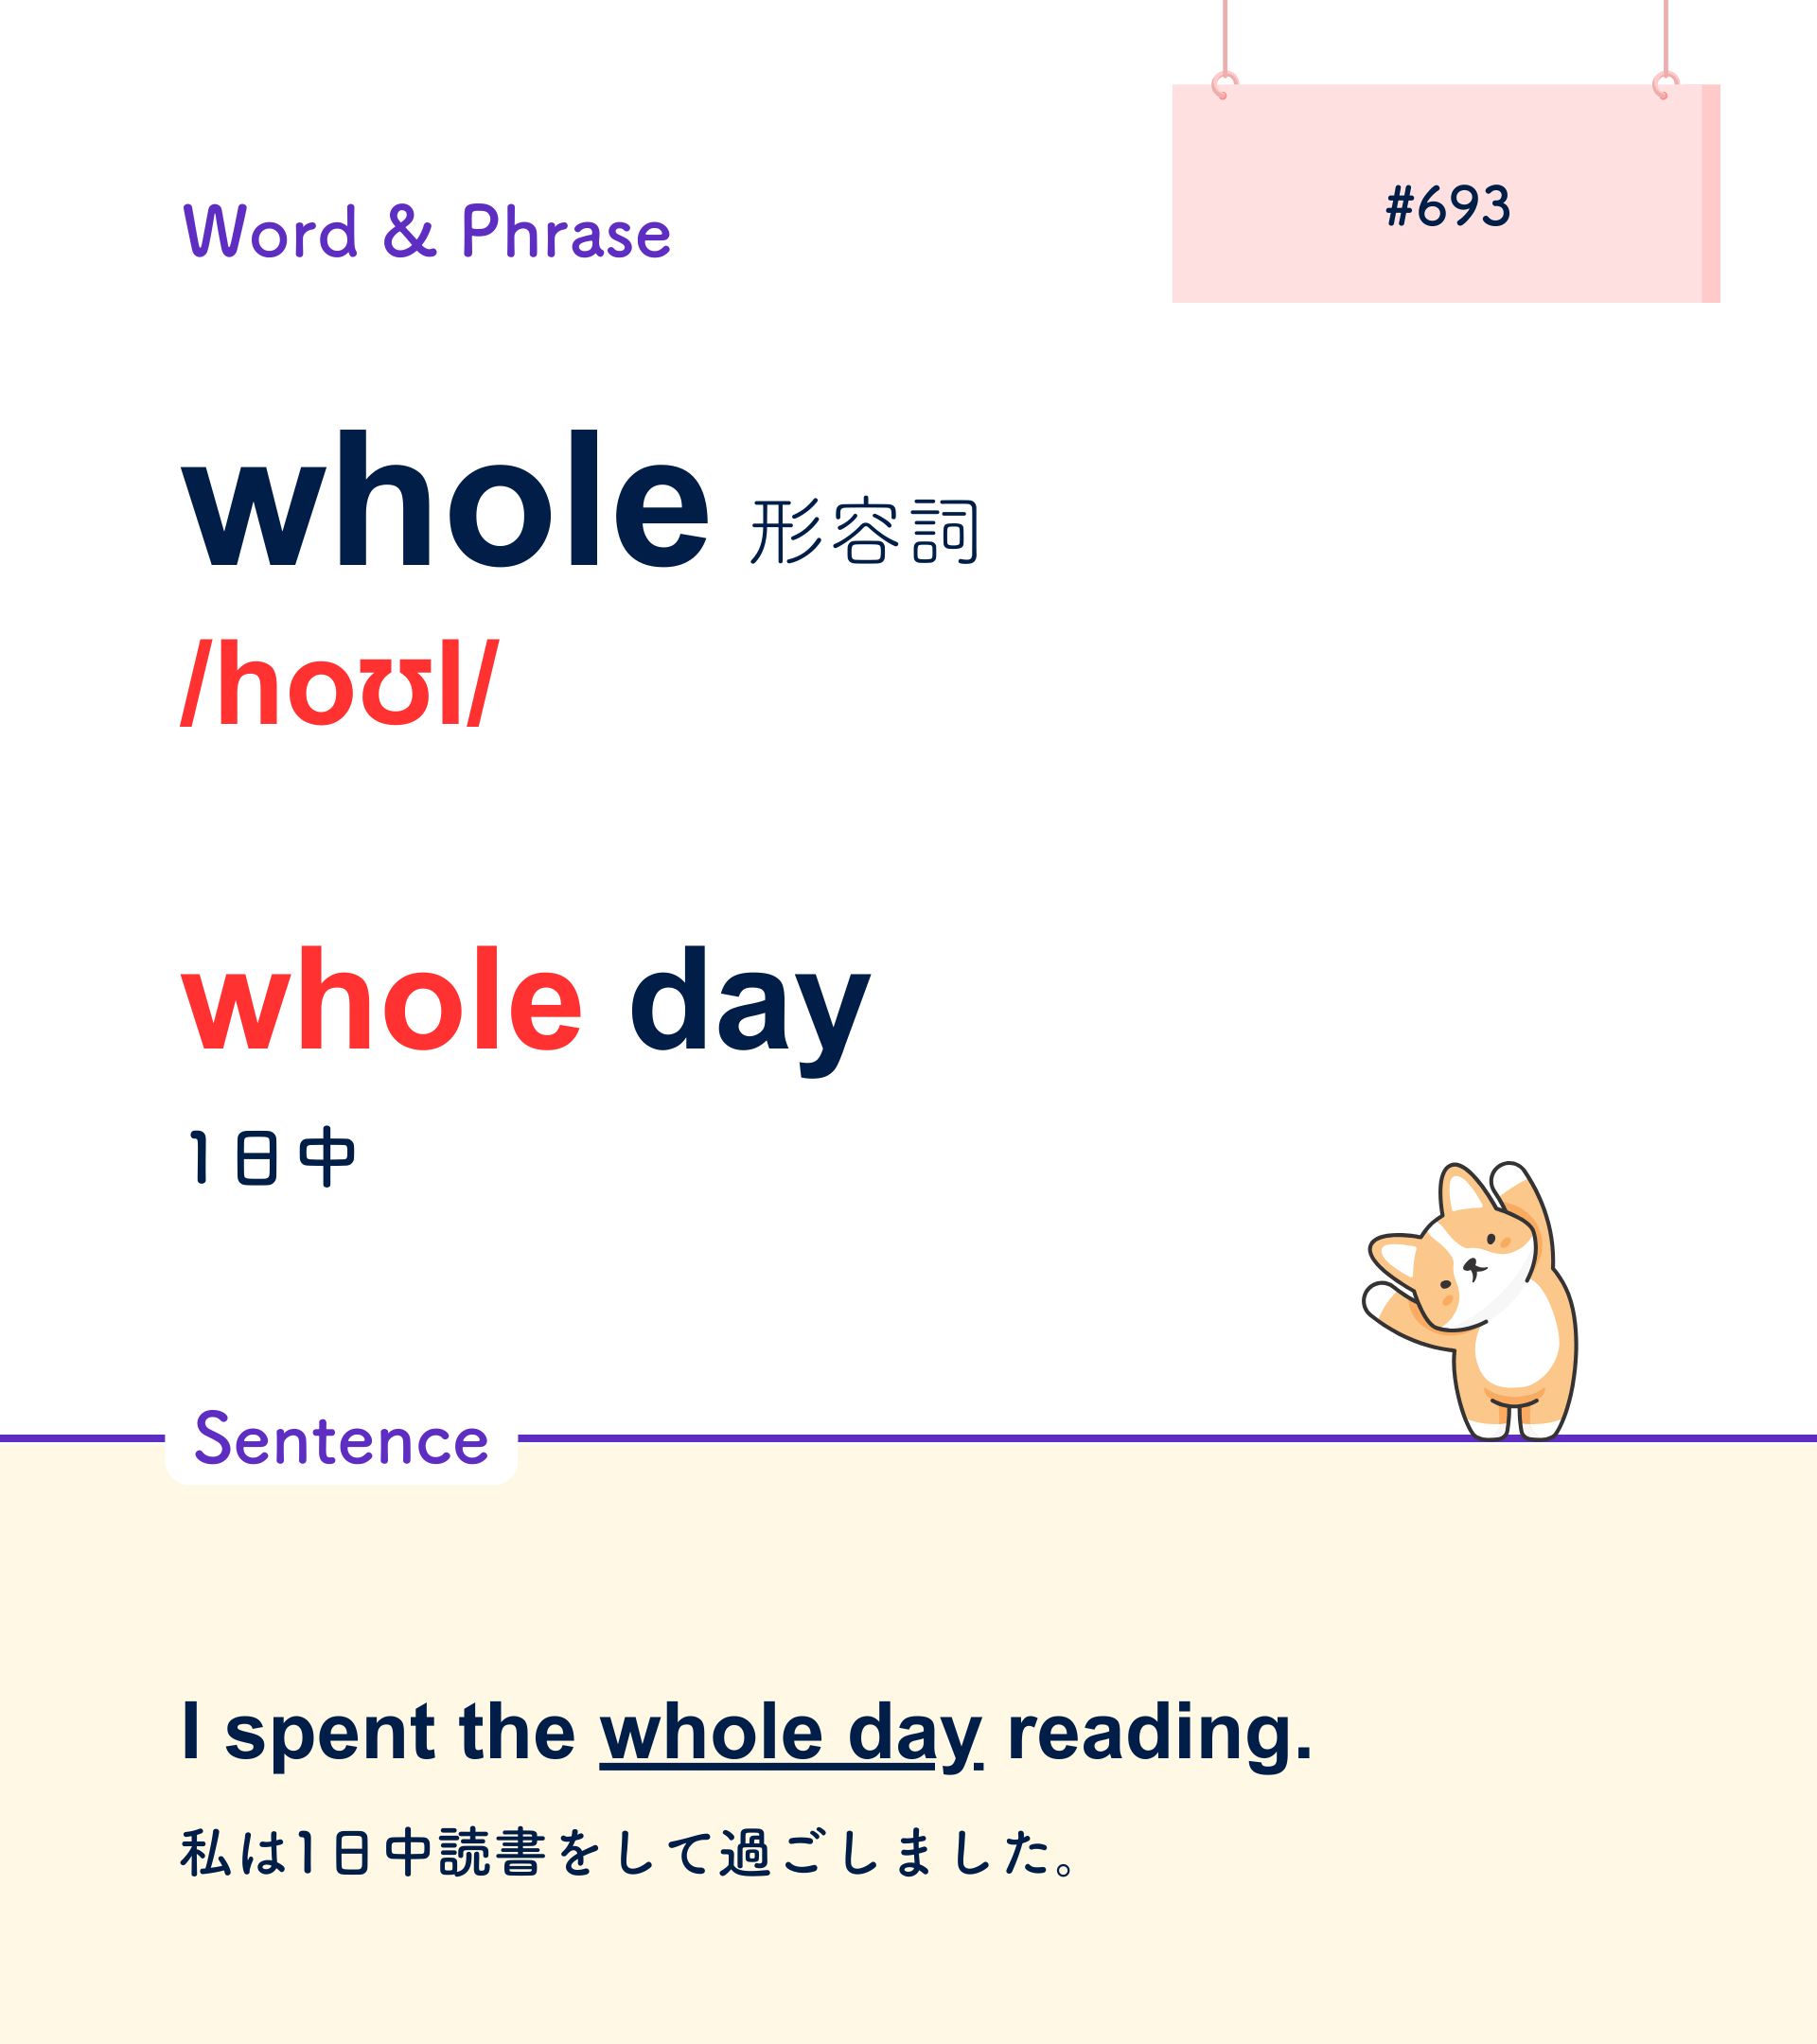 Word & Phrase
#693
whole 形容詞
/hoʊl/
whole day
1日中
Sentence
I spent the whole day reading.
私は1日中読書をして過ごしました。